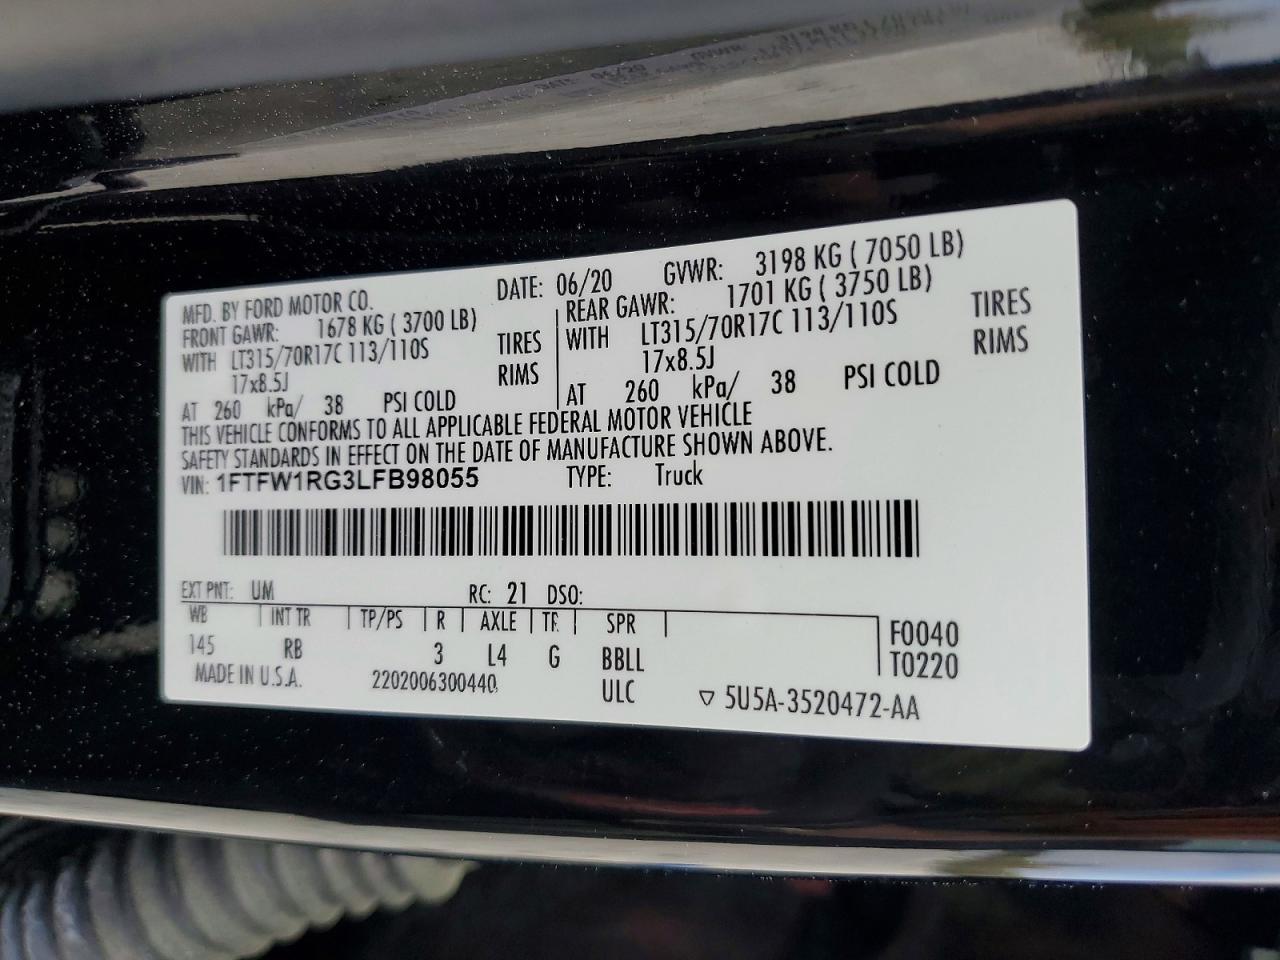 MFD. BY FORD MOTOR CO.
DATE: 06/20 GVWR: 3198 KG ( 7050 LB)
FRONT GAWR: 1678 KG ( 3700 LB) REAR GAWR: 1701 KG ( 3750 LB)
WITH LT315/70R17C 113/110S TIRES WITH LT315/70R17C 113/110S TIRES
17x8.5J RIMS 17x8.5J RIMS
AT 260 kPa/ 38 PSI COLD AT 260 kPa/ 38 PSI COLD
THIS VEHICLE CONFORMS TO ALL APPLICABLE FEDERAL MOTOR VEHICLE
SAFETY STANDARDS IN EFFECT ON THE DATE OF MANUFACTURE SHOWN ABOVE.
VIN: 1FTFW1RG3LFB98055 TYPE: Truck
EXT PNT: UM RC: 21 DSO:
WB INT TR TP/PS R AXLE TR SPR F0040
145 RB 3 L4 G BBLL T0220
MADE IN U.S.A. 2202006300440 ULC ▽ 5U5A-3520472-AA